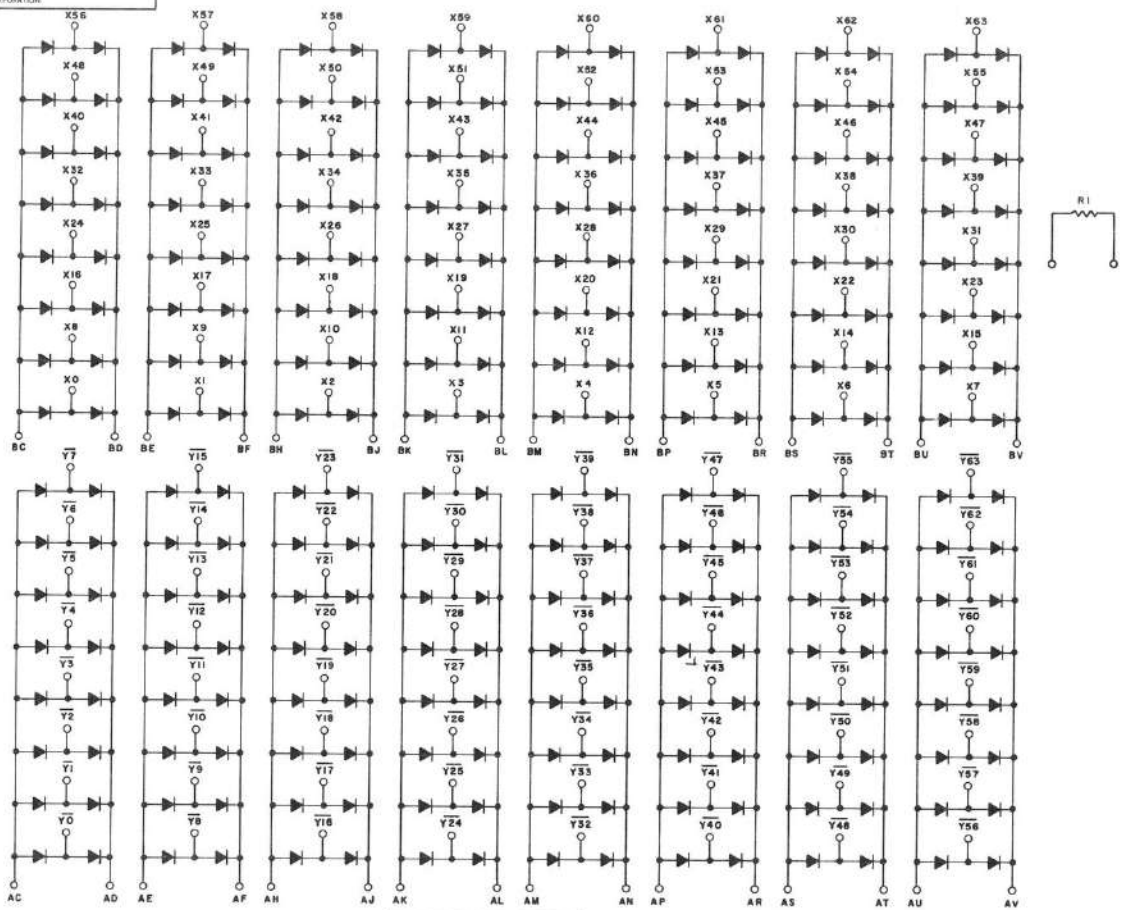 X56 X57 X58 X59 X60 X61 X62 X63
X48 X49 X50 X51 X52 X53 X54 X55
X40 X41 X42 X43 X44 X45 X46 X47
X32 X33 X34 X35 X36 X37 X38 X39
X24 X25 X26 X27 X28 X29 X30 X31
X16 X17 X18 X19 X20 X21 X22 X23
X8 X9 X10 X11 X12 X13 X14 X15
X0 X1 X2 X3 X4 X5 X6 X7
BC BD BE BF BH BJ BK BL BM BN BP BR BS BT BU BV
R1
Y7 Y15 Y23 Y31 Y39 Y47 Y55 Y63
Y6 Y14 Y22 Y30 Y38 Y46 Y54 Y62
Y5 Y13 Y21 Y29 Y37 Y45 Y53 Y61
Y4 Y12 Y20 Y28 Y36 Y44 Y52 Y60
Y3 Y11 Y19 Y27 Y35 Y43 Y51 Y59
Y2 Y10 Y18 Y26 Y34 Y42 Y50 Y58
Y1 Y9 Y17 Y25 Y33 Y41 Y49 Y57
Y0 Y8 Y16 Y24 Y32 Y40 Y48 Y56
AC AD AE AF AH AJ AK AL AM AN AP AR AS AT AU AV